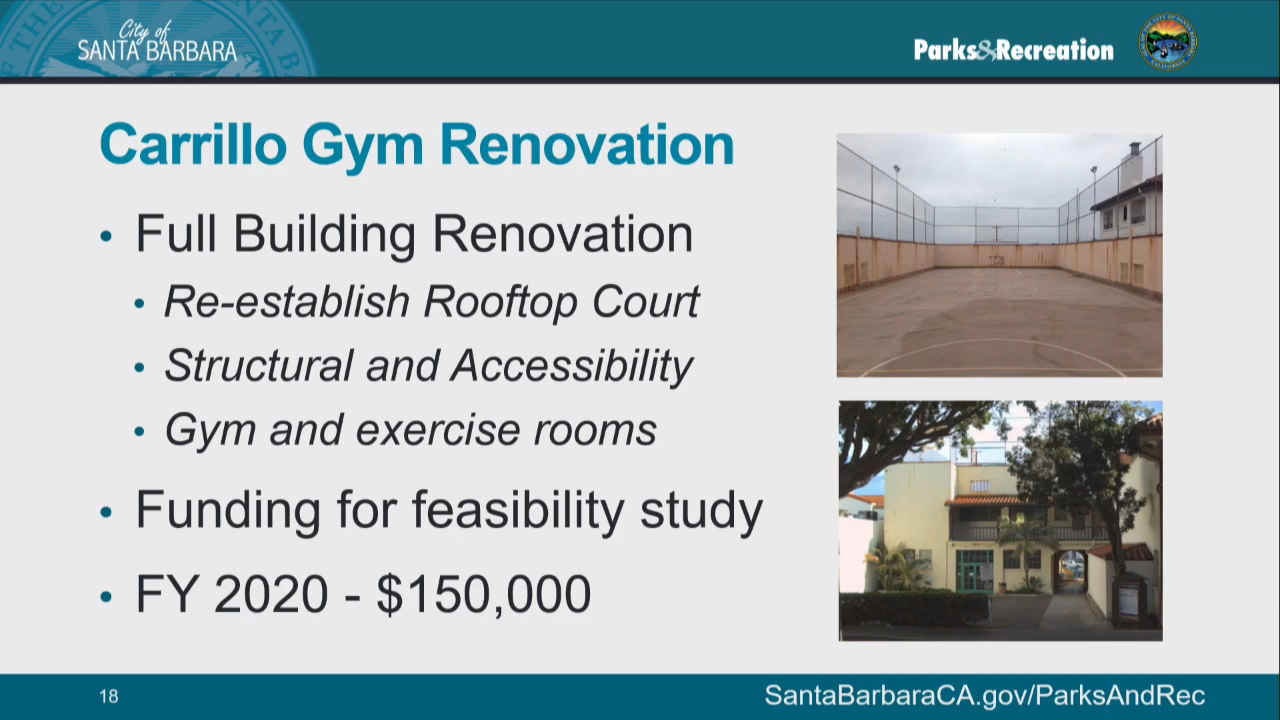 City of
SANTA BARBARA
Parks&Recreation
Carrillo Gym Renovation
• Full Building Renovation
• Re-establish Rooftop Court
• Structural and Accessibility
• Gym and exercise rooms
• Funding for feasibility study
• FY 2020 - $150,000
18
SantaBarbaraCA.gov/ParksAndRec